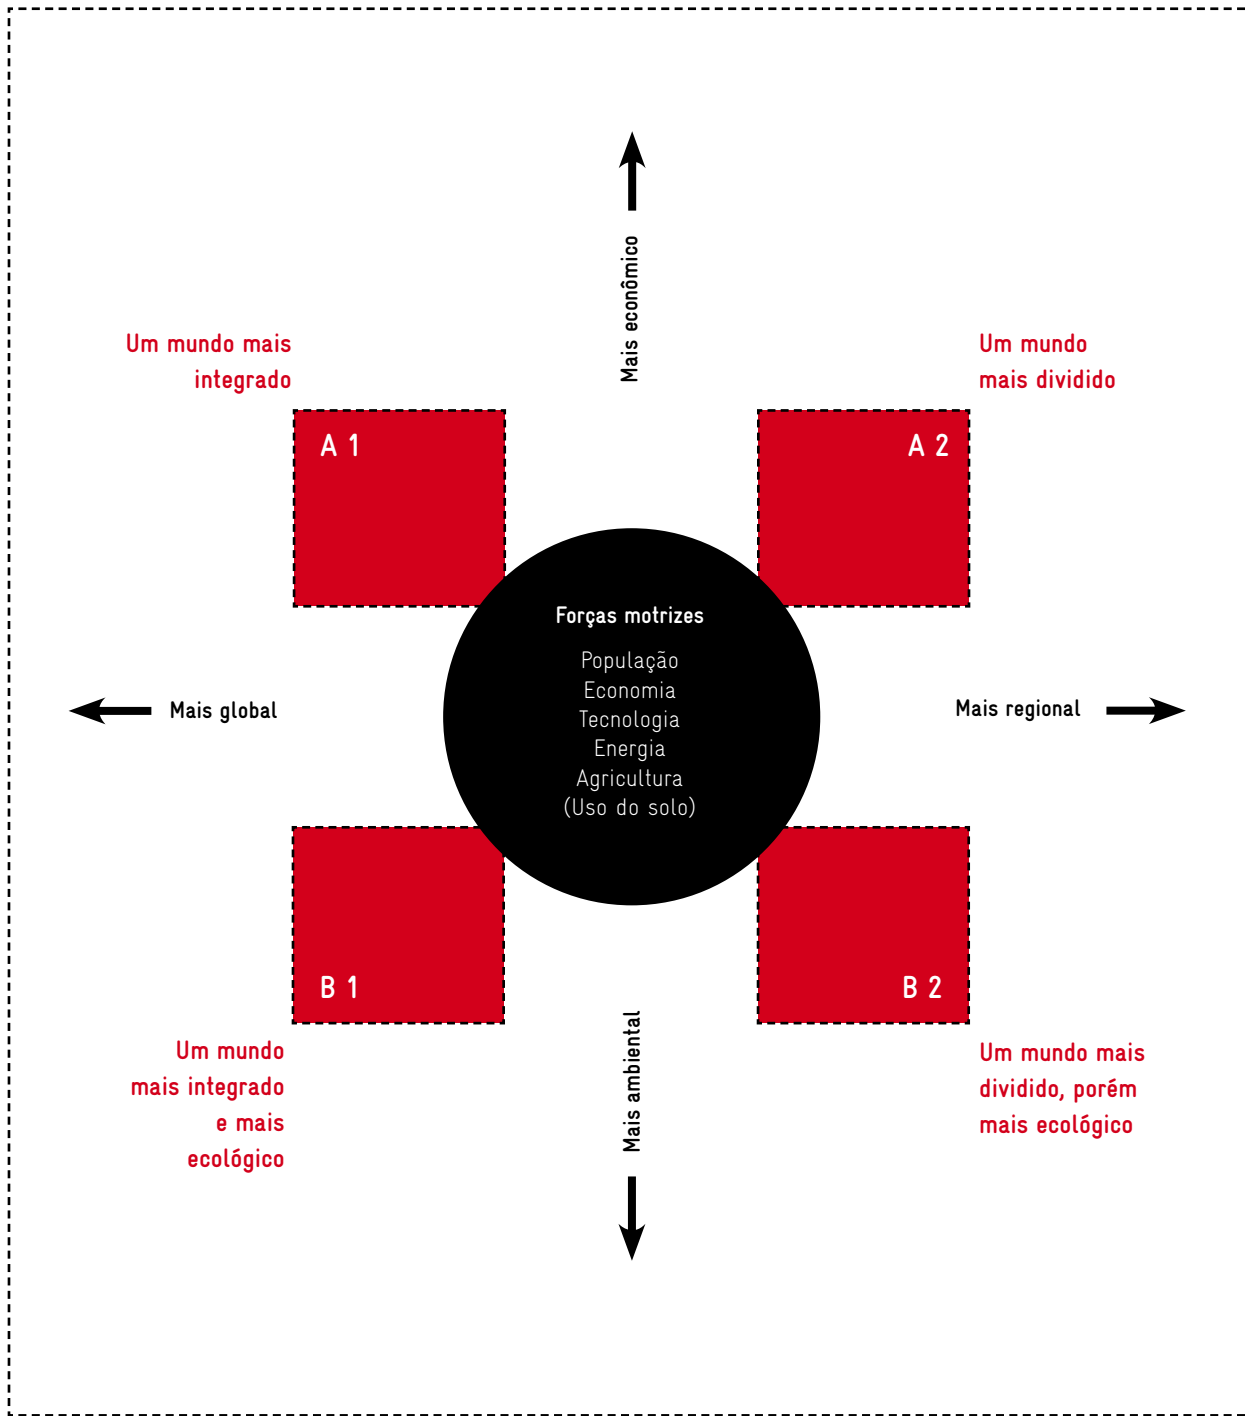 Mais econômico
Um mundo mais
integrado
Um mundo
mais dividido
A 1
A 2
Forças motrizes
População
Economia
Tecnologia
Energia
Agricultura
(Uso do solo)
Mais global
Mais regional
B 1
B 2
Um mundo
mais integrado
e mais
ecológico
Mais ambiental
Um mundo mais
dividido, porém
mais ecológico